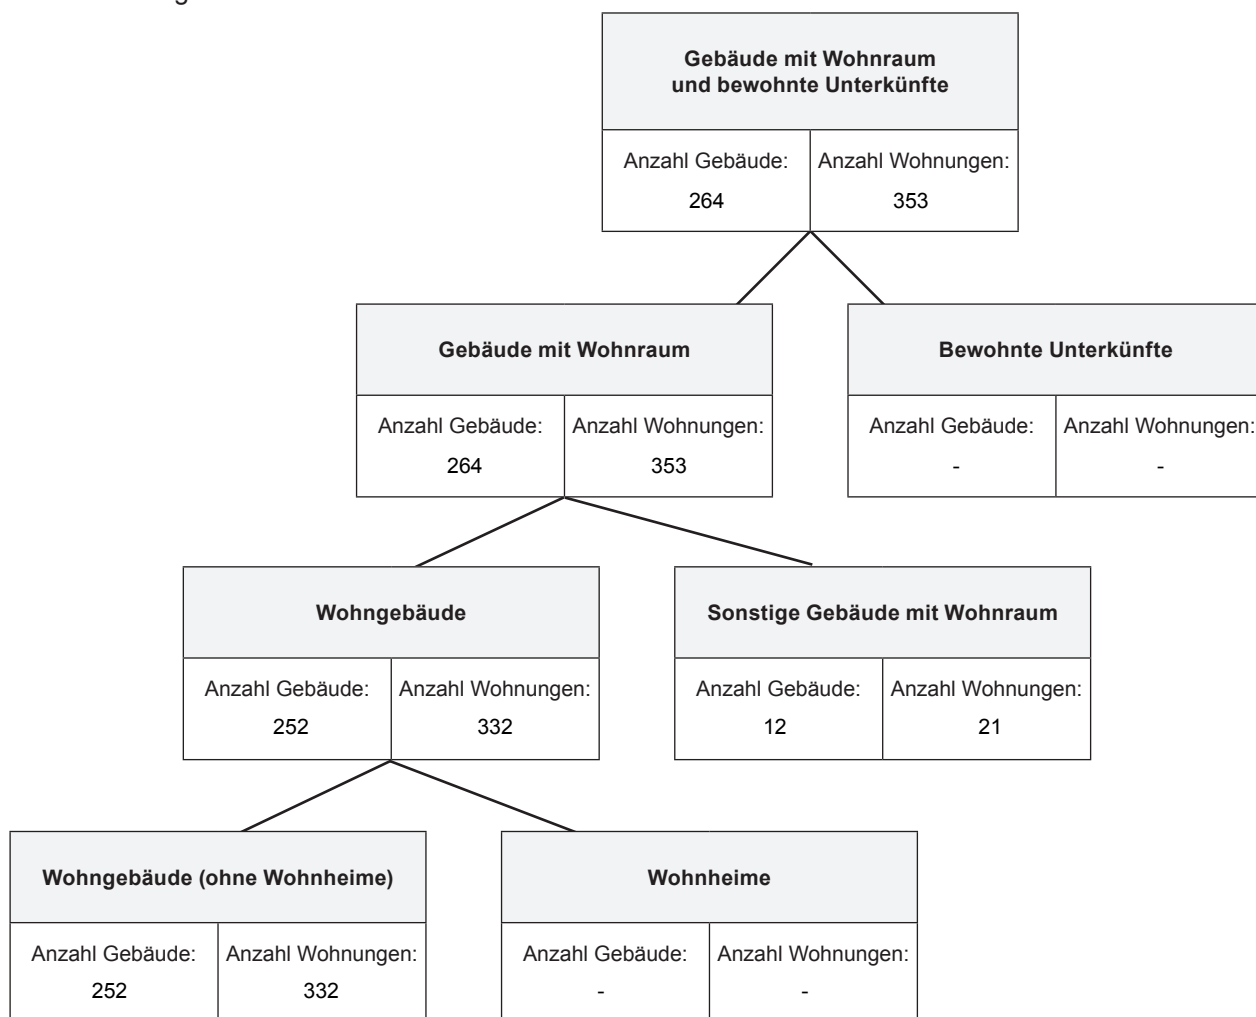 Gebäude mit Wohnraum
und bewohnte Unterkünfte
Anzahl Gebäude: Anzahl Wohnungen:
264 353
Gebäude mit Wohnraum
Anzahl Gebäude: Anzahl Wohnungen:
264 353
Bewohnte Unterkünfte
Anzahl Gebäude: Anzahl Wohnungen:
- -
Wohngebäude
Anzahl Gebäude: Anzahl Wohnungen:
252 332
Sonstige Gebäude mit Wohnraum
Anzahl Gebäude: Anzahl Wohnungen:
12 21
Wohngebäude (ohne Wohnheime)
Anzahl Gebäude: Anzahl Wohnungen:
252 332
Wohnheime
Anzahl Gebäude: Anzahl Wohnungen:
- -